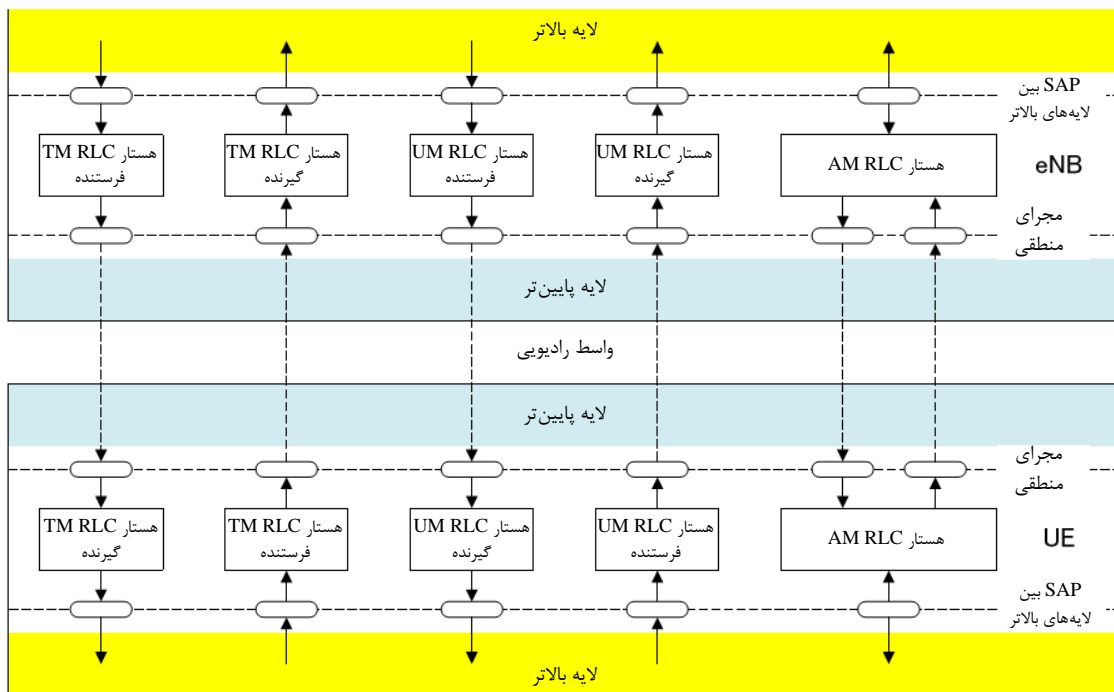 لایه بالاتر
SAP بین
لایه‌های بالاتر
هستار TM RLC
فرستنده
هستار TM RLC
گیرنده
هستار UM RLC
فرستنده
هستار UM RLC
گیرنده
هستار AM RLC
eNB
مجرای
منطقی
لایه پایین‌تر
واسط رادیویی
لایه پایین‌تر
مجرای
منطقی
هستار TM RLC
گیرنده
هستار TM RLC
فرستنده
هستار UM RLC
گیرنده
هستار UM RLC
فرستنده
هستار AM RLC
UE
SAP بین
لایه‌های بالاتر
لایه بالاتر